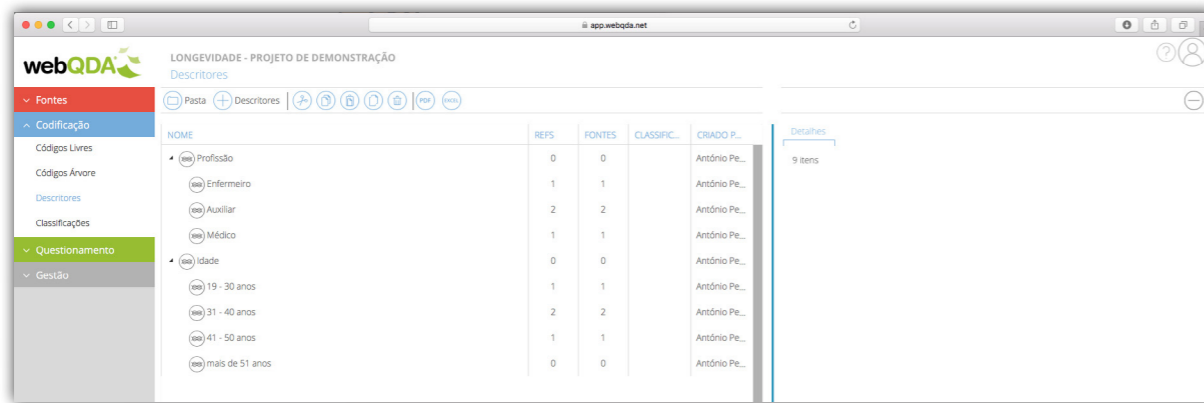 app.webqda.net
webQDA
LONGEVIDADE - PROJETO DE DEMONSTRAÇÃO
Descritores
Fontes
Pasta
Descritores
PDF
EXCEL
Codificação
Códigos Livres
Códigos Árvore
Descritores
Classificações
Questionamento
Gestão
NOME REFS FONTES CLASSIFIC... CRIADO P...
Profissão 0 0 António Pe...
Enfermeiro 1 1 António Pe...
Auxiliar 2 2 António Pe...
Médico 1 1 António Pe...
Idade 0 0 António Pe...
19 - 30 anos 1 1 António Pe...
31 - 40 anos 2 2 António Pe...
41 - 50 anos 1 1 António Pe...
mais de 51 anos 0 0 António Pe...
Detalhes
9 itens